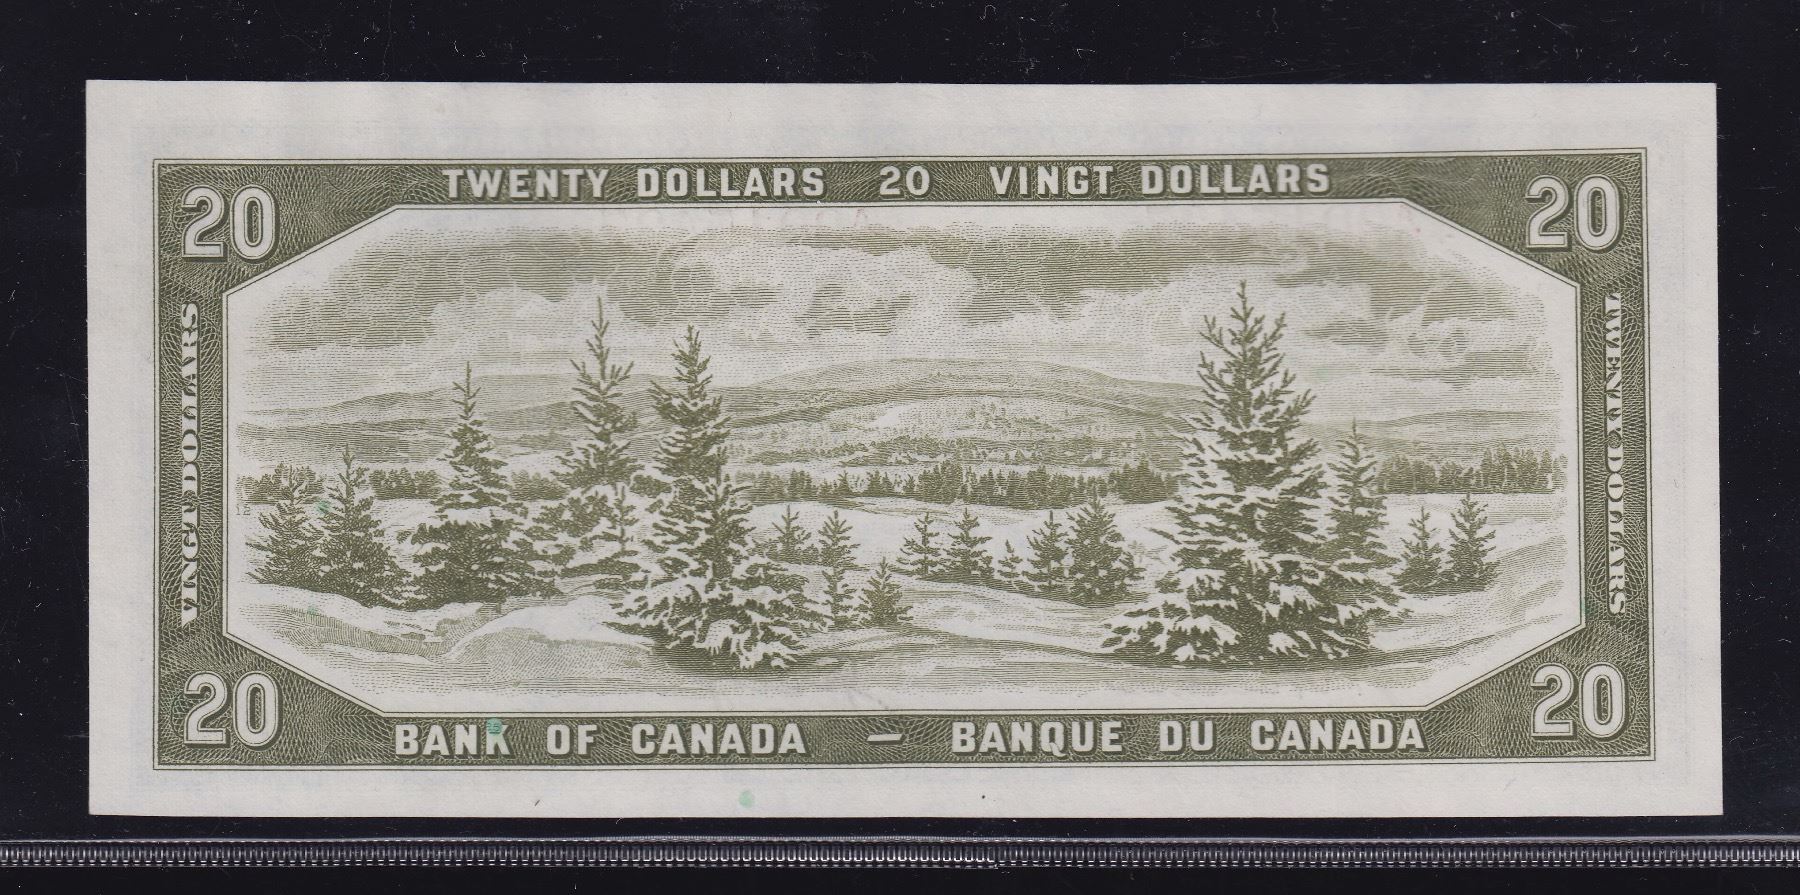 TWENTY DOLLARS 20 VINGT DOLLARS
20
20
VINGT DOLLARS
TWENTY DOLLARS
20
20
BANK OF CANADA — BANQUE DU CANADA